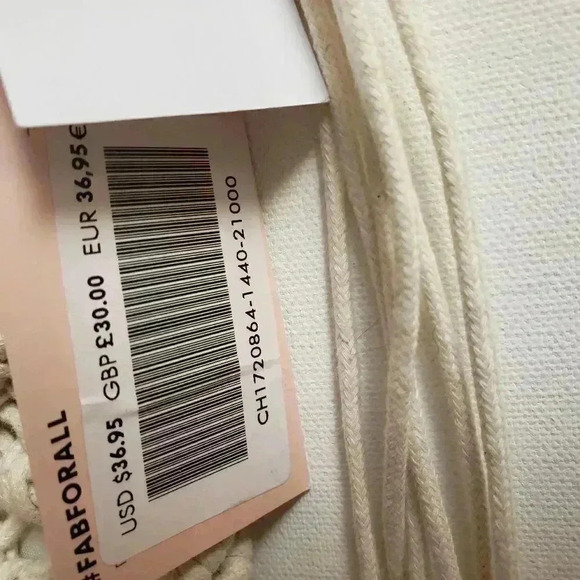 #FABFORALL
USD $36.95 GBP £30.00 EUR 36,95€
CH1720864-1440-21000